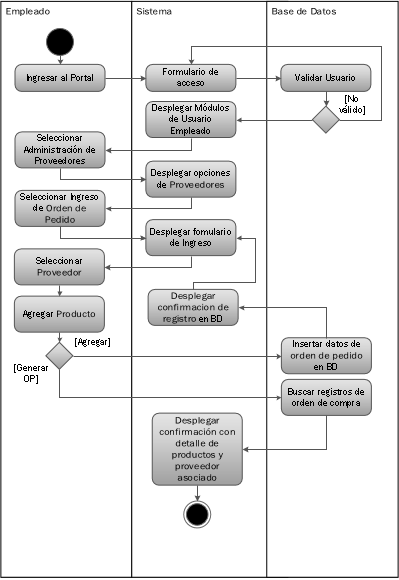 Empleado
Sistema
Base de Datos
Ingresar al Portal
Formulario de
acceso
Validar Usuario
[No
válido]
Desplegar Módulos
de Usuario
Empleado
Seleccionar
Administración de
Proveedores
Desplegar opciones
de Proveedores
Seleccionar Ingreso
de Orden de
Pedido
Desplegar fomulario
de Ingreso
Seleccionar
Proveedor
Desplegar
confirmacion de
registro en BD
Agregar Producto
[Agregar]
[Generar
OP]
Insertar datos de
orden de pedido
en BD
Buscar registros de
orden de compra
Desplegar
confirmación con
detalle de
productos y
proveedor
asociado